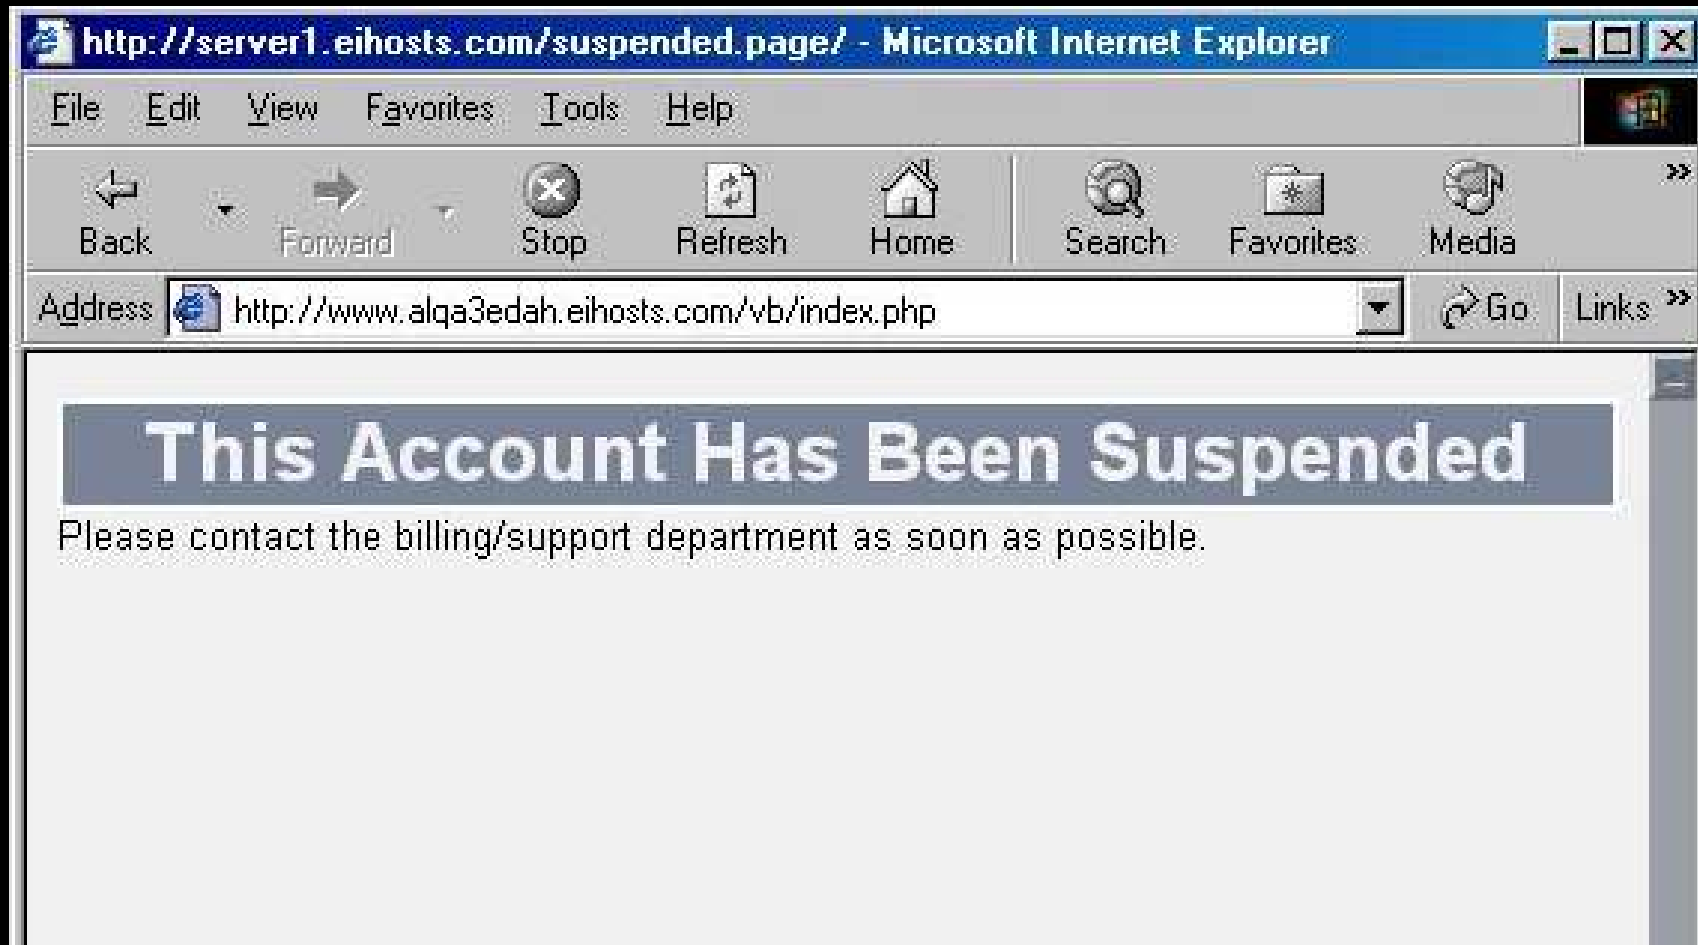 http://server1.eihosts.com/suspended.page/ - Microsoft Internet Explorer
File Edit View Favorites Tools Help
Back Forward Stop Refresh Home Search Favorites Media »
Address http://www.alqa3edah.eihosts.com/vb/index.php Go Links »
This Account Has Been Suspended
Please contact the billing/support department as soon as possible.